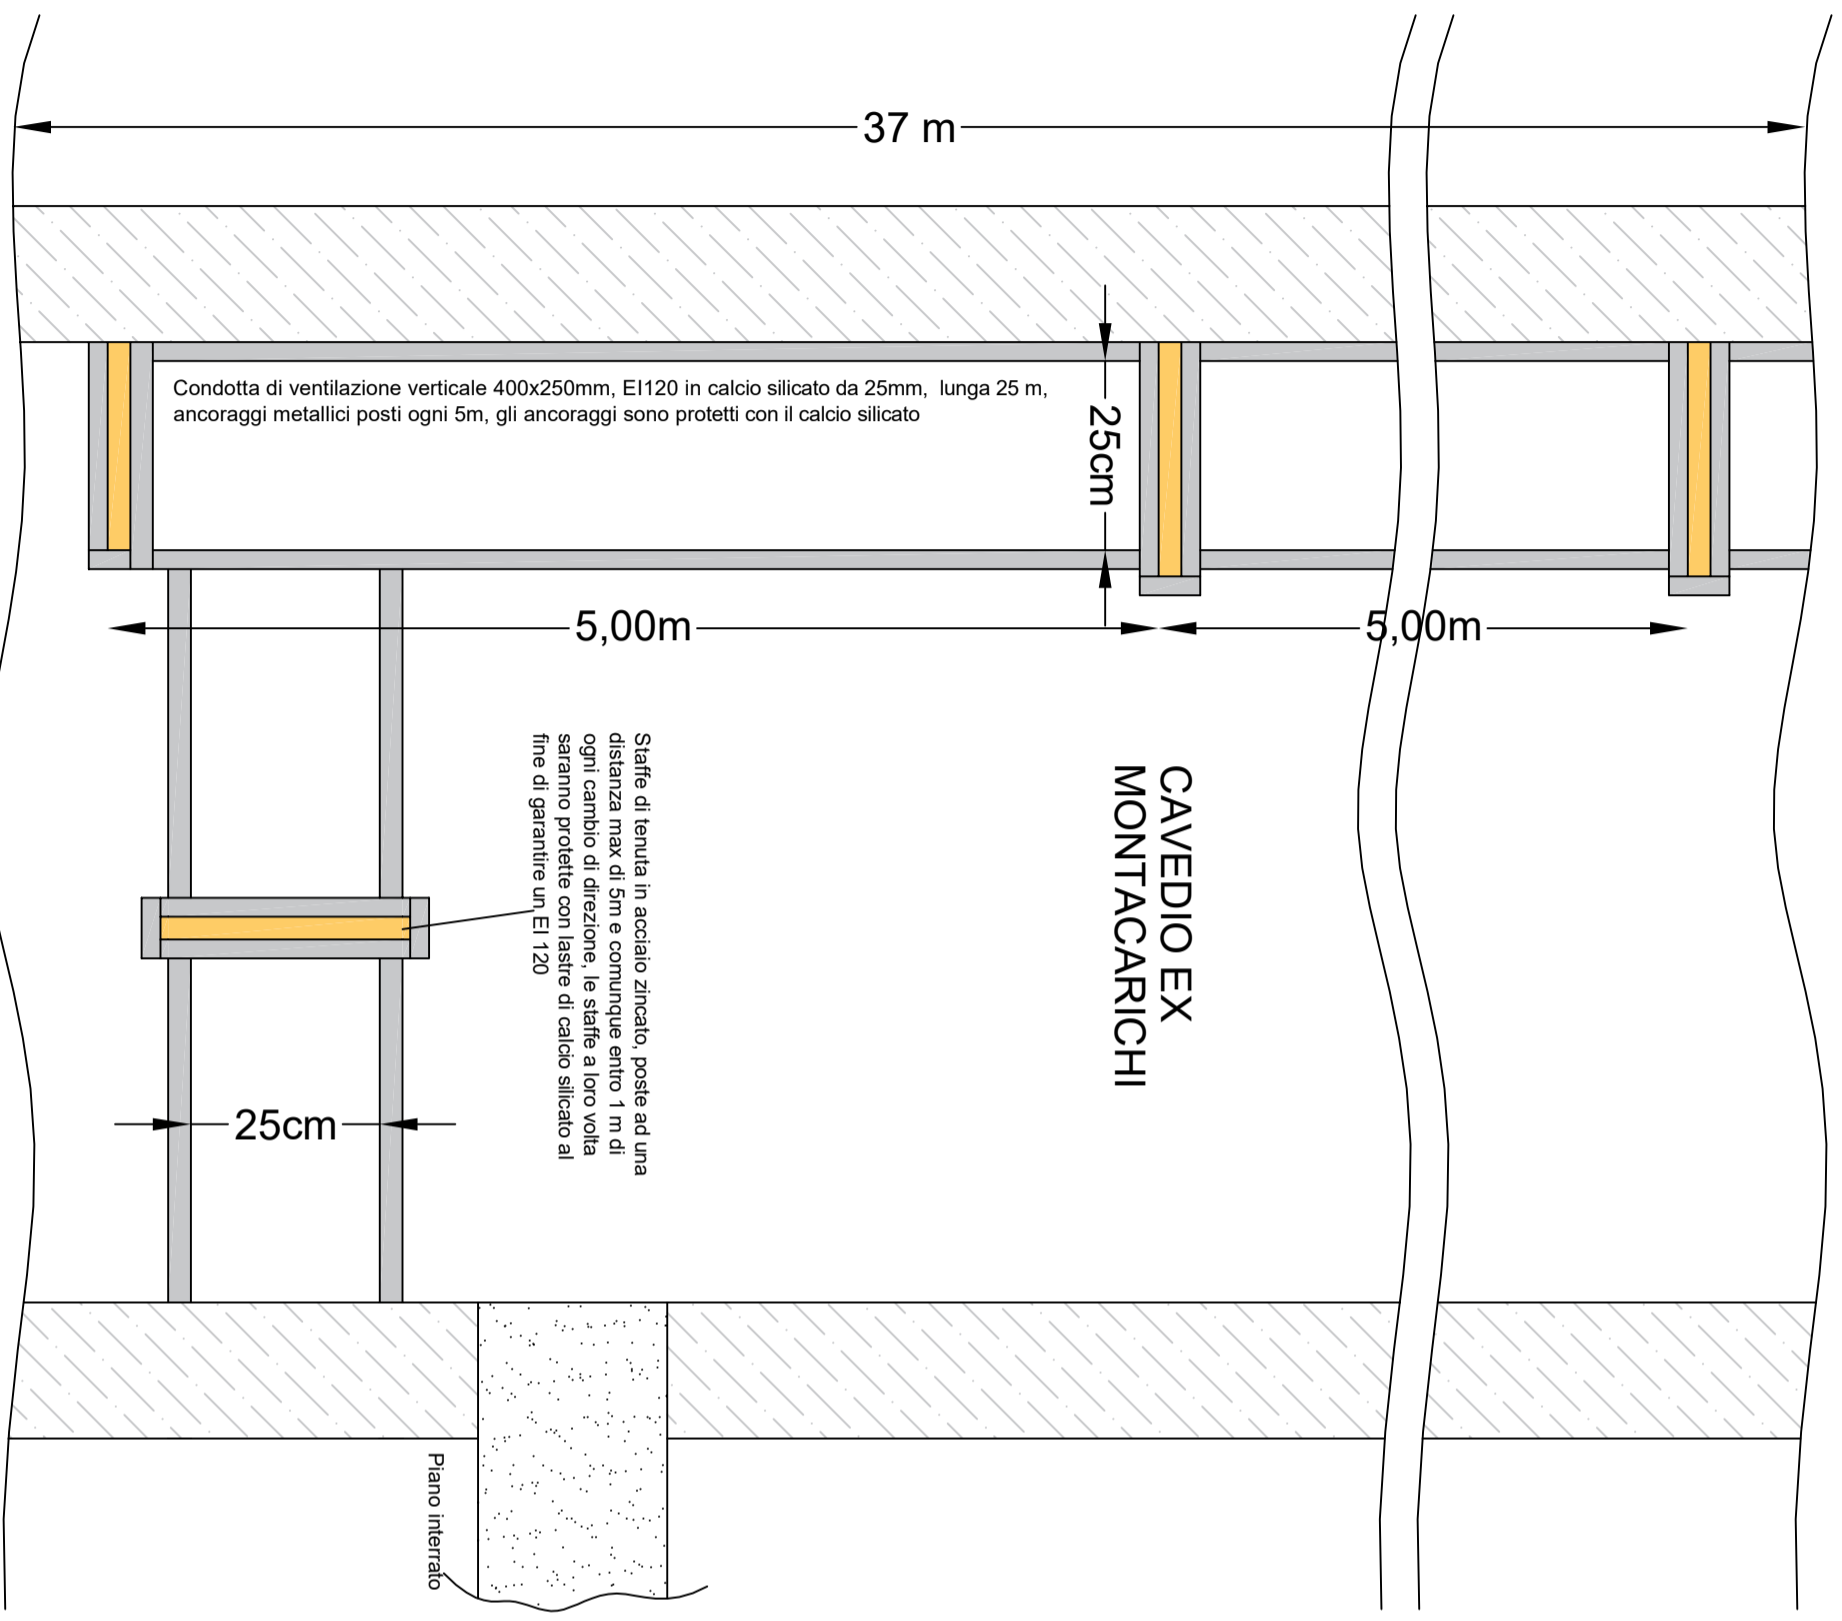 37 m
Condotta di ventilazione verticale 400x250mm, EI120 in calcio silicato da 25mm, lunga 25 m,
ancoraggi metallici posti ogni 5m, gli ancoraggi sono protetti con il calcio silicato
25cm
5,00m
5,00m
Staffe di tenuta in acciaio zincato, poste ad una
distanza max di 5m e comunque entro 1 m di
ogni cambio di direzione, le staffe a loro volta
saranno protette con lastre di calcio silicato al
fine di garantire un EI 120
CAVEDIO EX
MONTACARICHI
25cm
Piano interrato